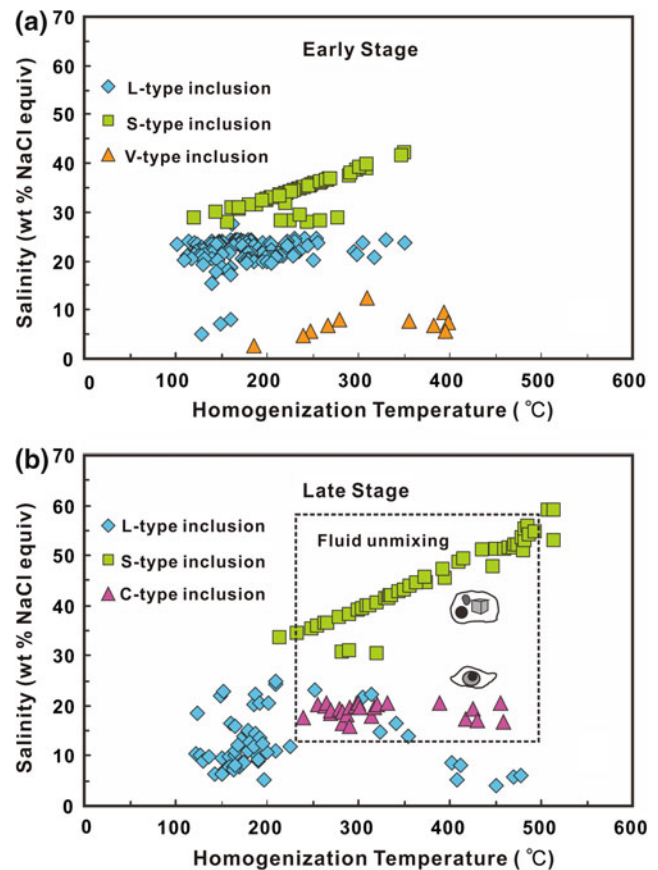 (a)
70
60
50
40
30
20
10
0
Salinity (wt % NaCl equiv)
Early Stage
L-type inclusion
S-type inclusion
V-type inclusion
0 100 200 300 400 500 600
Homogenization Temperature ( ℃)
(b)
70
60
50
40
30
20
10
0
Salinity (wt % NaCl equiv)
Late Stage
L-type inclusion
S-type inclusion
C-type inclusion
Fluid unmixing
0 100 200 300 400 500 600
Homogenization Temperature ( ℃)